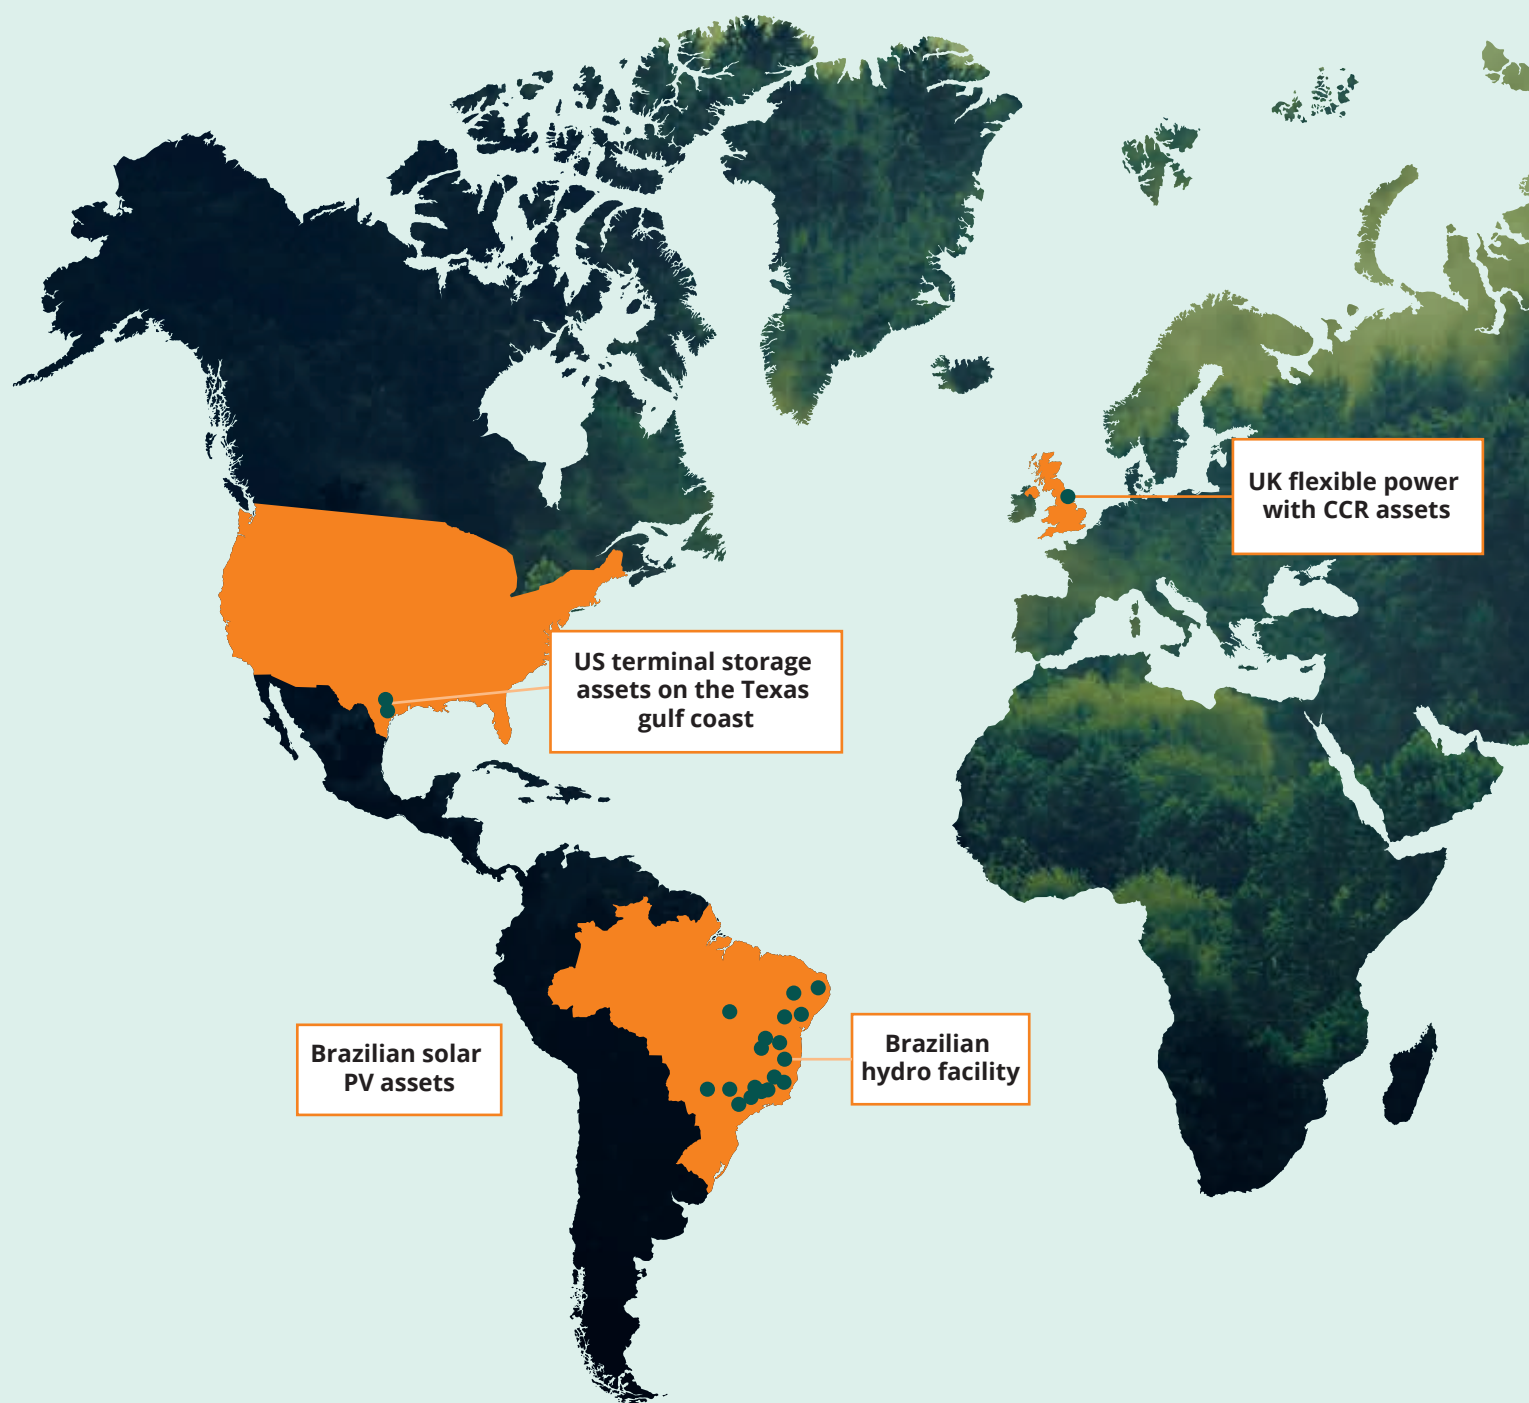 UK flexible power
with CCR assets
US terminal storage
assets on the Texas
gulf coast
Brazilian solar
PV assets
Brazilian
hydro facility